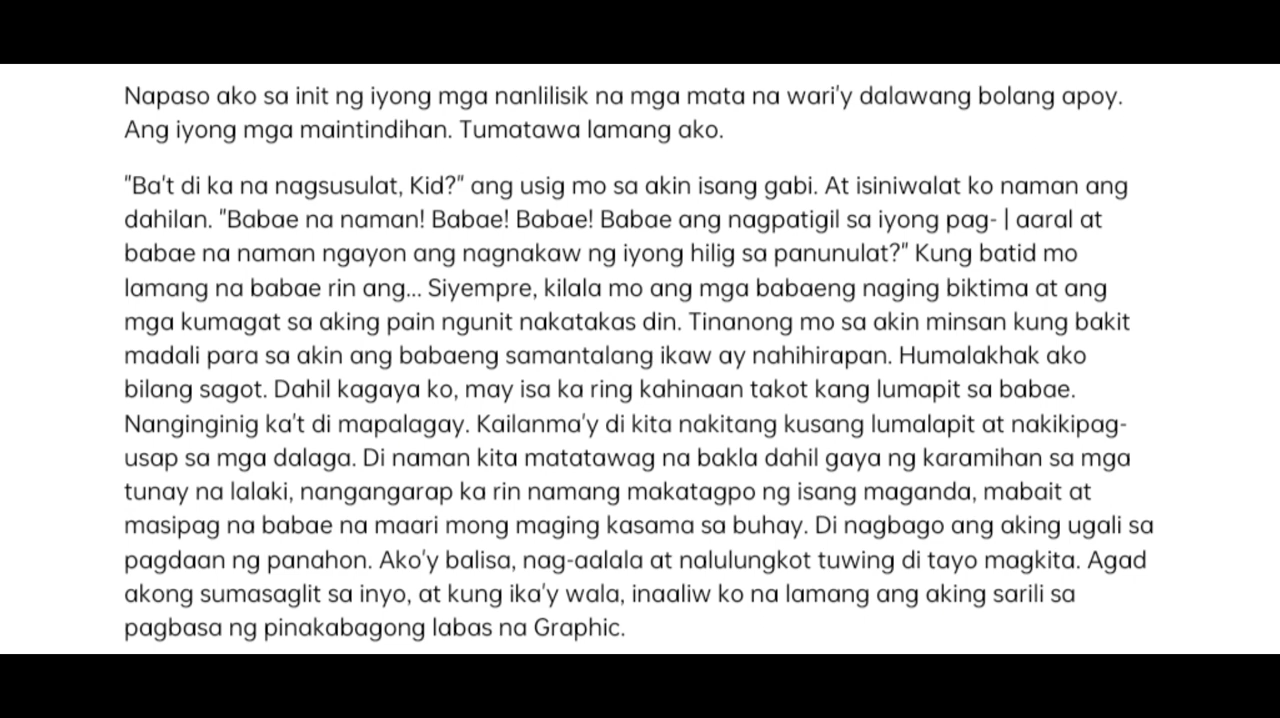 Napaso ako sa init ng iyong mga nanlilisik na mga mata na wari'y dalawang bolang apoy.
Ang iyong mga maintindihan. Tumatawa lamang ako.
"Ba't di ka na nagsusulat, Kid?" ang usig mo sa akin isang gabi. At isiniwalat ko naman ang
dahilan. "Babae na naman! Babae! Babae! Babae ang nagpatigil sa iyong pag- | aaral at
babae na naman ngayon ang nagnakaw ng iyong hilig sa panunulat?" Kung batid mo
lamang na babae rin ang... Siyempre, kilala mo ang mga babaeng naging biktima at ang
mga kumagat sa aking pain ngunit nakatakas din. Tinanong mo sa akin minsan kung bakit
madali para sa akin ang babaeng samantalang ikaw ay nahihirapan. Humalakhak ako
bilang sagot. Dahil kagaya ko, may isa ka ring kahinaan takot kang lumapit sa babae.
Nanginginig ka't di mapalagay. Kailanma'y di kita nakitang kusang lumalapit at nakikipag-
usap sa mga dalaga. Di naman kita matatawag na bakla dahil gaya ng karamihan sa mga
tunay na lalaki, nangangarap ka rin namang makatagpo ng isang maganda, mabait at
masipag na babae na maari mong maging kasama sa buhay. Di nagbago ang aking ugali sa
pagdaan ng panahon. Ako'y balisa, nag-aalala at nalulungkot tuwing di tayo magkita. Agad
akong sumasaglit sa inyo, at kung ika'y wala, inaaliw ko na lamang ang aking sarili sa
pagbasa ng pinakabagong labas na Graphic.